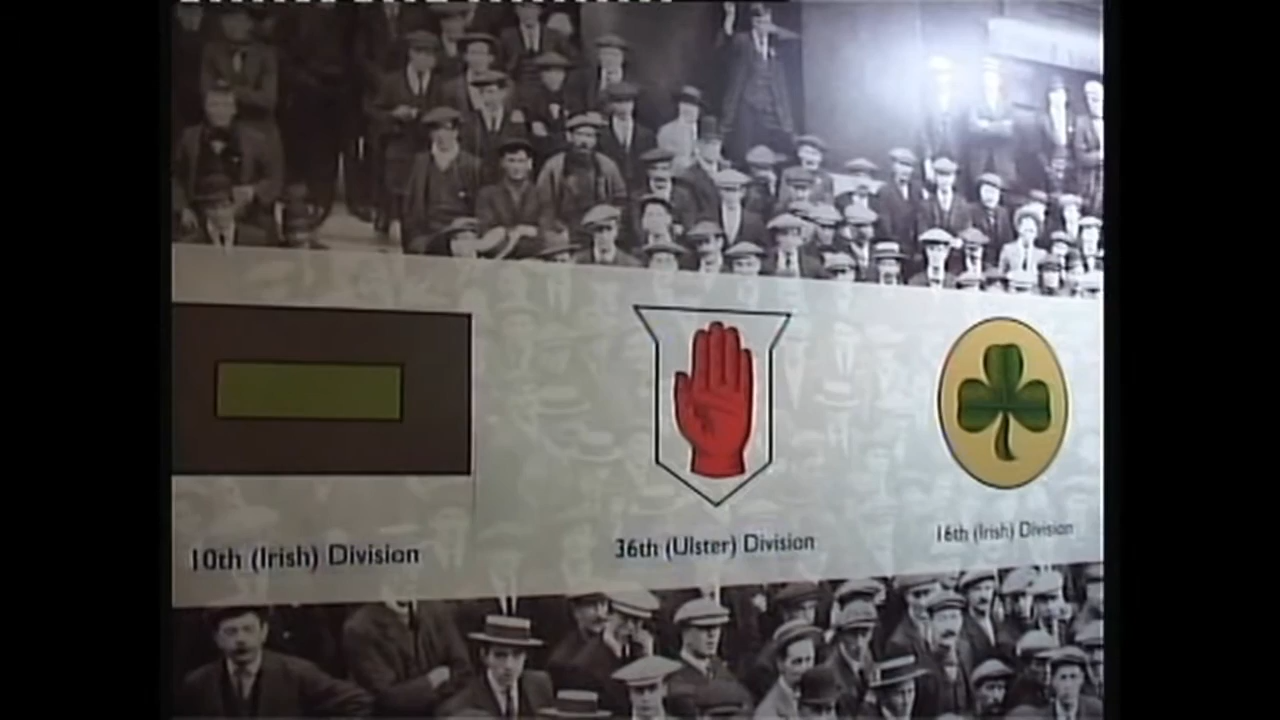 10th (Irish) Division
36th (Ulster) Division
16th (Irish) Division